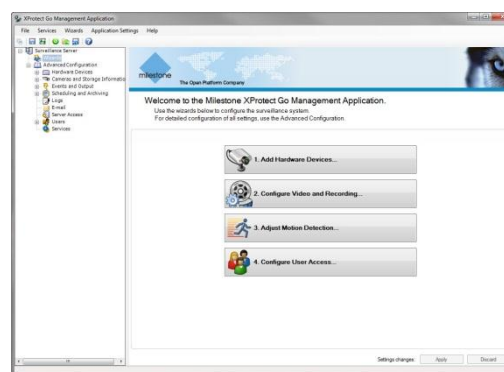 XProtect Go Management Application
File Services Wizards Application Settings Help
Surveillance Server
Wizards
Advanced Configuration
Hardware Devices
Cameras and Storage Informatio
Events and Output
Scheduling and Archiving
Logs
E-mail
Server Access
Users
Services
milestone
The Open Platform Company
Welcome to the Milestone XProtect Go Management Application.
Use the wizards below to configure the surveillance system.
For detailed configuration of all settings, use the Advanced Configuration.
1. Add Hardware Devices...
2. Configure Video and Recording...
3. Adjust Motion Detection...
4. Configure User Access...
Settings changes:
Apply
Discard